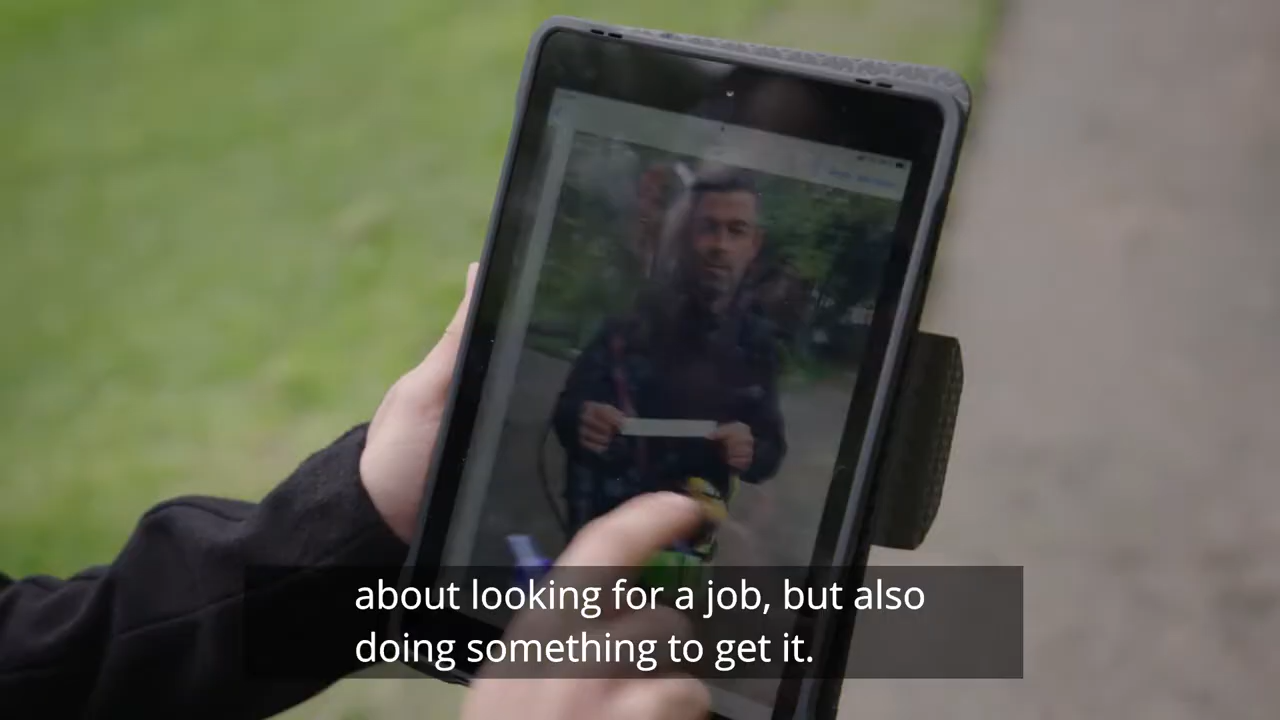 about looking for a job, but also
doing something to get it.